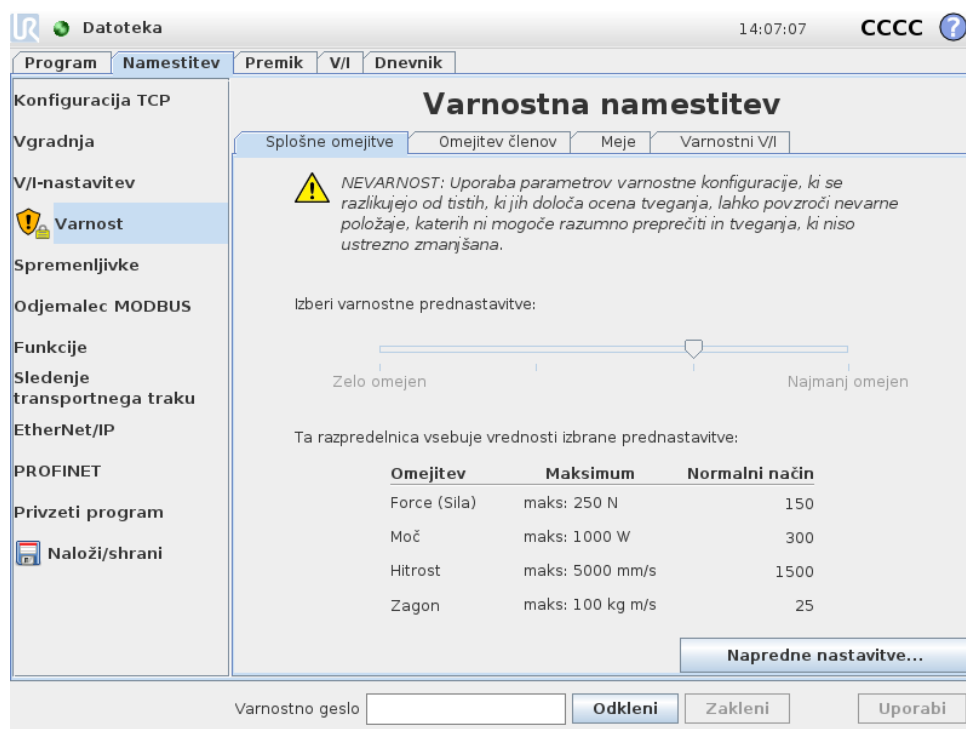 UR Datoteka 14:07:07 CCCC ?
Program Namestitev Premik V/I Dnevnik
Konfiguracija TCP
Vgradnja
V/I-nastavitev
Varnost
Spremenljivke
Odjemalec MODBUS
Funkcije
Sledenje
transportnega traku
EtherNet/IP
PROFINET
Privzeti program
Naloži/shrani
Varnostna namestitev
Splošne omejitve Omejitev členov Meje Varnostni V/I
NEVARNOST: Uporaba parametrov varnostne konfiguracije, ki se
razlikujejo od tistih, ki jih določa ocena tveganja, lahko povzroči nevarne
položaje, katerih ni mogoče razumno preprečiti in tveganja, ki niso
ustrezno zmanjšana.
Izberi varnostne prednastavitve:
Zelo omejen Najmanj omejen
Ta razpredelnica vsebuje vrednosti izbrane prednastavitve:
Omejitev Maksimum Normalni način
Force (Sila) maks: 250 N 150
Moč maks: 1000 W 300
Hitrost maks: 5000 mm/s 1500
Zagon maks: 100 kg m/s 25
Napredne nastavitve...
Varnostno geslo Odkleni Zakleni Uporabi